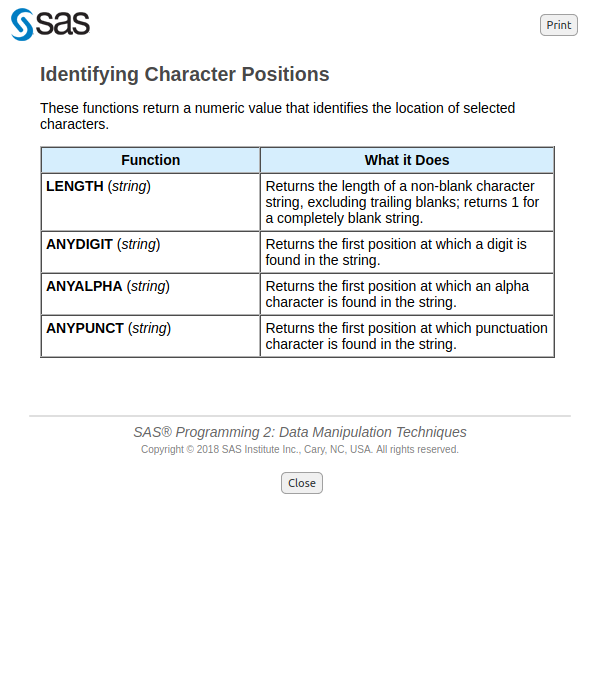 sas
Print
Identifying Character Positions
These functions return a numeric value that identifies the location of selected
characters.
Function
What it Does
LENGTH (string)
Returns the length of a non-blank character
string, excluding trailing blanks; returns 1 for
a completely blank string.
ANYDIGIT (string)
Returns the first position at which a digit is
found in the string.
ANYALPHA (string)
Returns the first position at which an alpha
character is found in the string.
ANYPUNCT (string)
Returns the first position at which punctuation
character is found in the string.
SAS® Programming 2: Data Manipulation Techniques
Copyright © 2018 SAS Institute Inc., Cary, NC, USA. All rights reserved.
Close